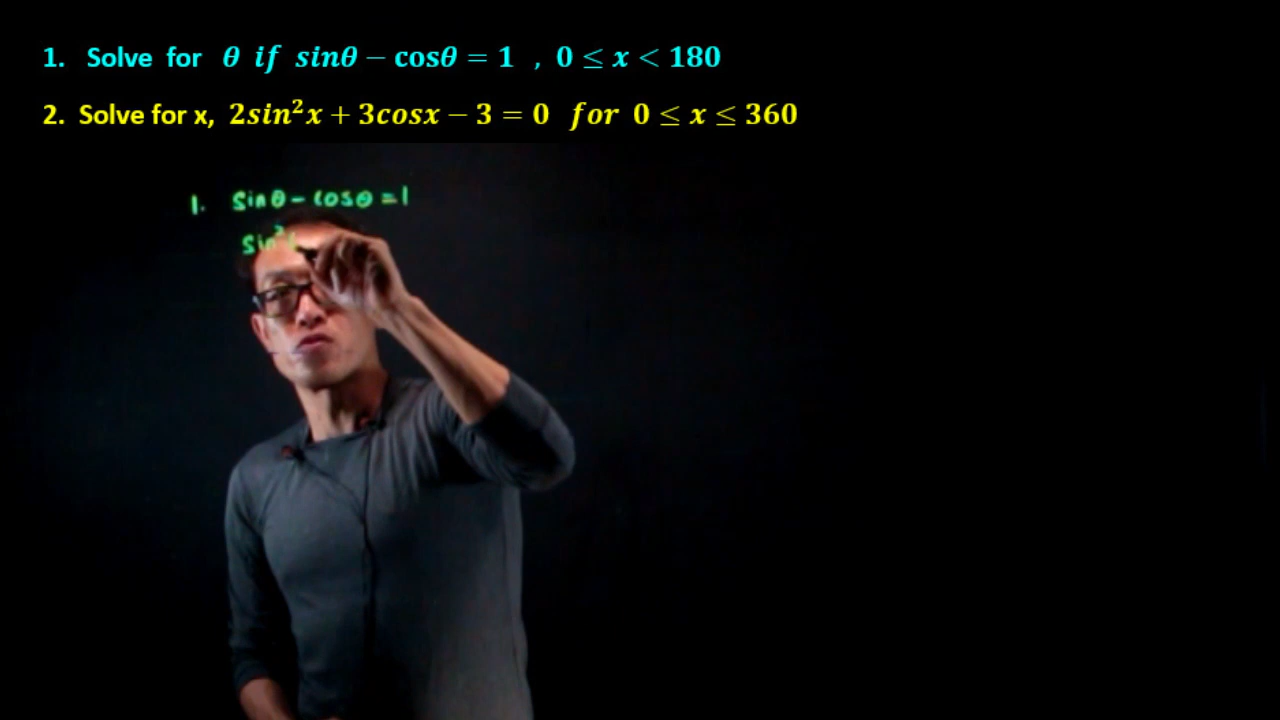 1. Solve for θ if sinθ − cosθ = 1 , 0 ≤ x < 180
2. Solve for x, 2sin²x + 3cosx − 3 = 0 for 0 ≤ x ≤ 360
1. Sinθ − cosθ = 1
Sin²